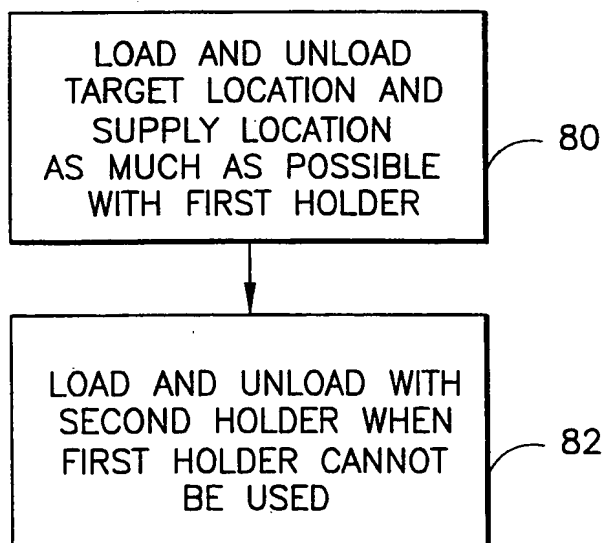 LOAD AND UNLOAD
TARGET LOCATION AND
SUPPLY LOCATION
AS MUCH AS POSSIBLE
WITH FIRST HOLDER
80
LOAD AND UNLOAD WITH
SECOND HOLDER WHEN
FIRST HOLDER CANNOT
BE USED
82